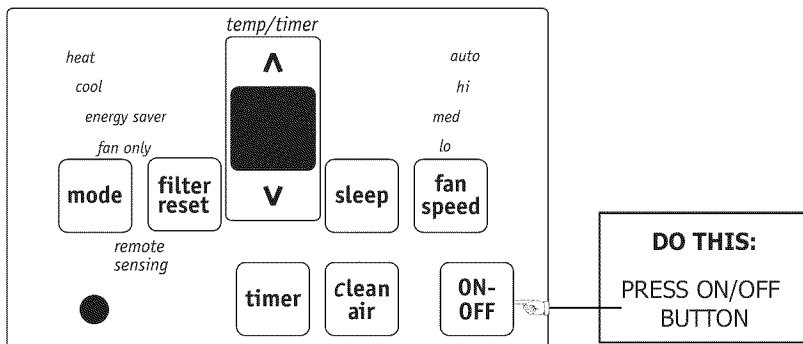 temp/timer
heat
cool
energy saver
fan only
auto
hi
med
lo
∧
∨
mode
filter
reset
sleep
fan
speed
remote
sensing
timer
clean
air
ON-
OFF
DO THIS:
PRESS ON/OFF
BUTTON